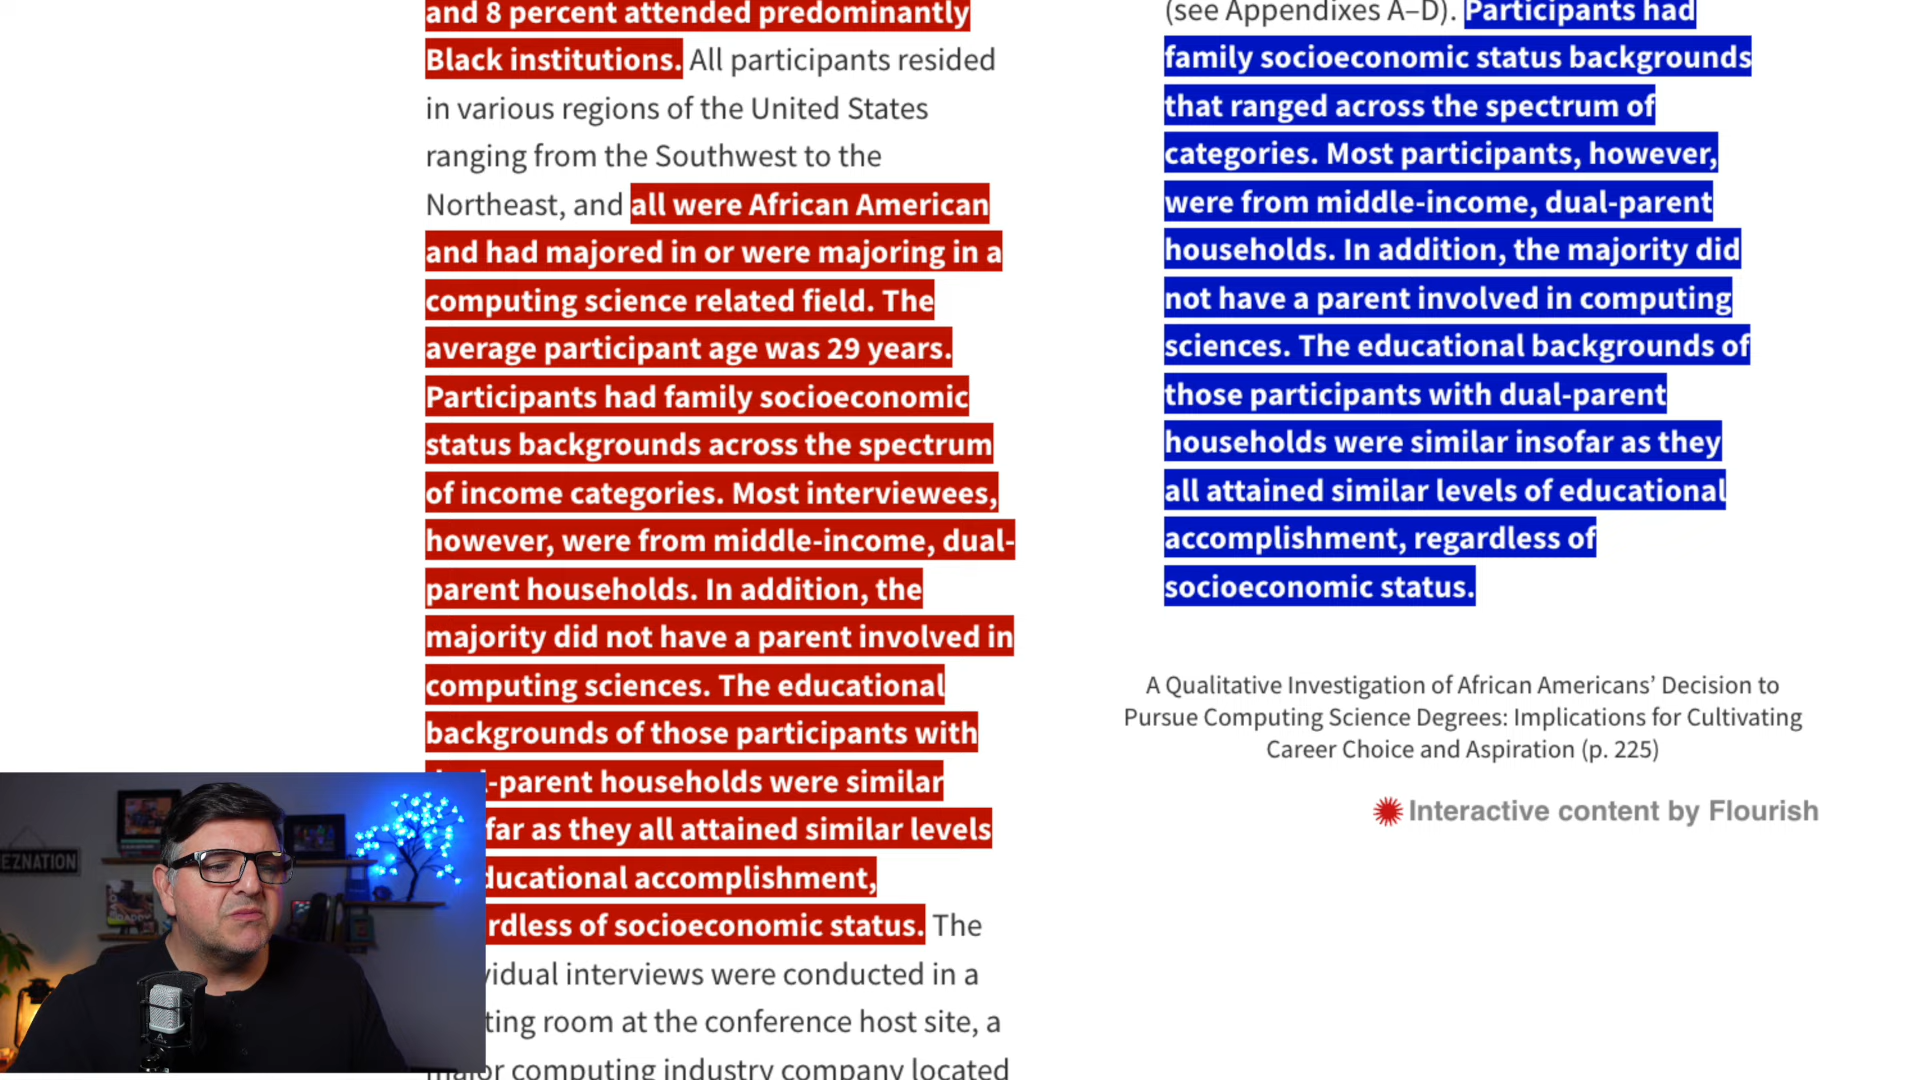 and 8 percent attended predominantly
Black institutions. All participants resided
in various regions of the United States
ranging from the Southwest to the
Northeast, and all were African American
and had majored in or were majoring in a
computing science related field. The
average participant age was 29 years.
Participants had family socioeconomic
status backgrounds across the spectrum
of income categories. Most interviewees,
however, were from middle-income, dual-
parent households. In addition, the
majority did not have a parent involved in
computing sciences. The educational
backgrounds of those participants with
-parent households were similar
far as they all attained similar levels
ducational accomplishment,
rdless of socioeconomic status. The
vidual interviews were conducted in a
ting room at the conference host site, a
major computing industry company located
(see Appendixes A–D). Participants had
family socioeconomic status backgrounds
that ranged across the spectrum of
categories. Most participants, however,
were from middle-income, dual-parent
households. In addition, the majority did
not have a parent involved in computing
sciences. The educational backgrounds of
those participants with dual-parent
households were similar insofar as they
all attained similar levels of educational
accomplishment, regardless of
socioeconomic status.
A Qualitative Investigation of African Americans’ Decision to
Pursue Computing Science Degrees: Implications for Cultivating
Career Choice and Aspiration (p. 225)
Interactive content by Flourish
EZNATION
DADDY